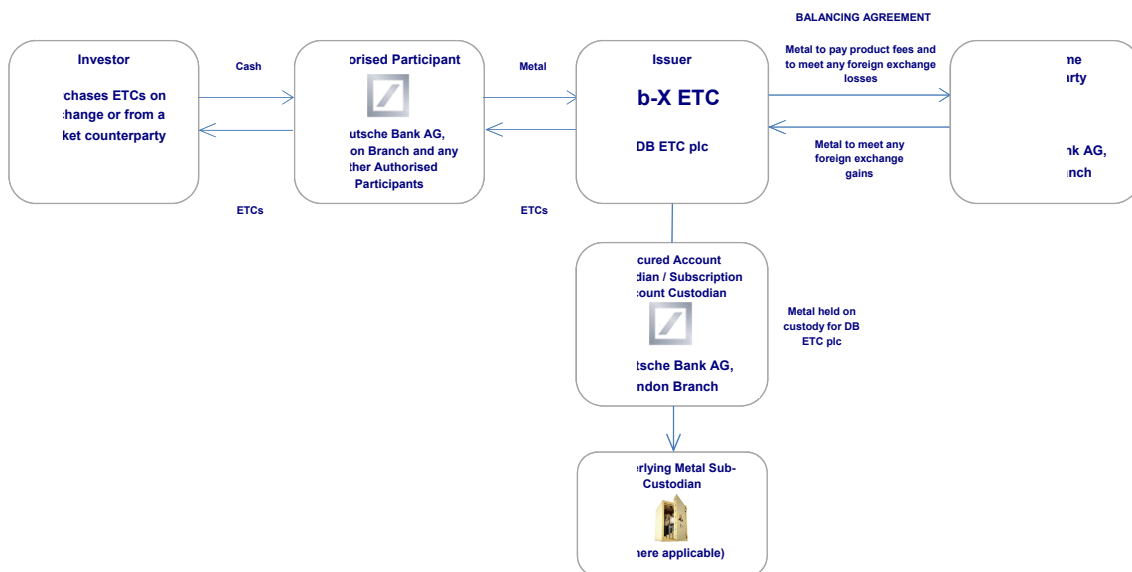 BALANCING AGREEMENT
Investor
chases ETCs on
change or from a
ket counterparty
Cash
ETCs
orised Participant
utsche Bank AG,
on Branch and any
her Authorised
Participants
Metal
ETCs
Issuer
b-X ETC
DB ETC plc
Metal to pay product fees and
to meet any foreign exchange
losses
Metal to meet any
foreign exchange
gains
me
rty
nk AG,
nch
cured Account
dian / Subscription
count Custodian
tsche Bank AG,
ndon Branch
Metal held on
custody for DB
ETC plc
erlying Metal Sub-
Custodian
here applicable)